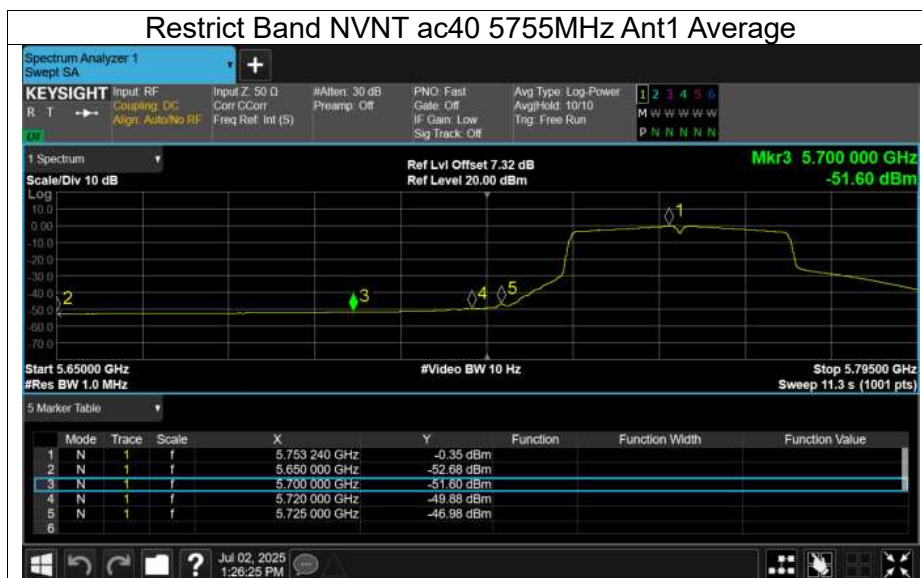 Restrict Band NVNT ac40 5755MHz Ant1 Average
Spectrum Analyzer 1
Swept SA
+
KEYSIGHT Input: RF Input Z: 50 Ω #Atten: 30 dB PNO: Fast Avg Type: Log-Power 1 2 3 4 5 6
R T Coupling: DC Corr CCorr Preamp: Off Gate: Off Avg|Hold: 10/10 M W W W W W
Align: Auto/No RF Freq Ref: Int (S) IF Gain: Low Trig: Free Run
Sig Track: Off P N N N N N
1 Spectrum Ref Lvl Offset 7.32 dB Mkr3 5.700 000 GHz
Scale/Div 10 dB Ref Level 20.00 dBm -51.60 dBm
Log
10.0
0.00
-10.0
-20.0
-30.0
-40.0
-50.0
-60.0
-70.0
1
2
3
4
5
Start 5.65000 GHz #Video BW 10 Hz Stop 5.79500 GHz
#Res BW 1.0 MHz Sweep 11.3 s (1001 pts)
5 Marker Table
Mode Trace Scale X Y Function Function Width Function Value
1 N 1 f 5.753 240 GHz -0.35 dBm
2 N 1 f 5.650 000 GHz -52.68 dBm
3 N 1 f 5.700 000 GHz -51.60 dBm
4 N 1 f 5.720 000 GHz -49.88 dBm
5 N 1 f 5.725 000 GHz -46.98 dBm
6
? Jul 02, 2025
1:26:25 PM